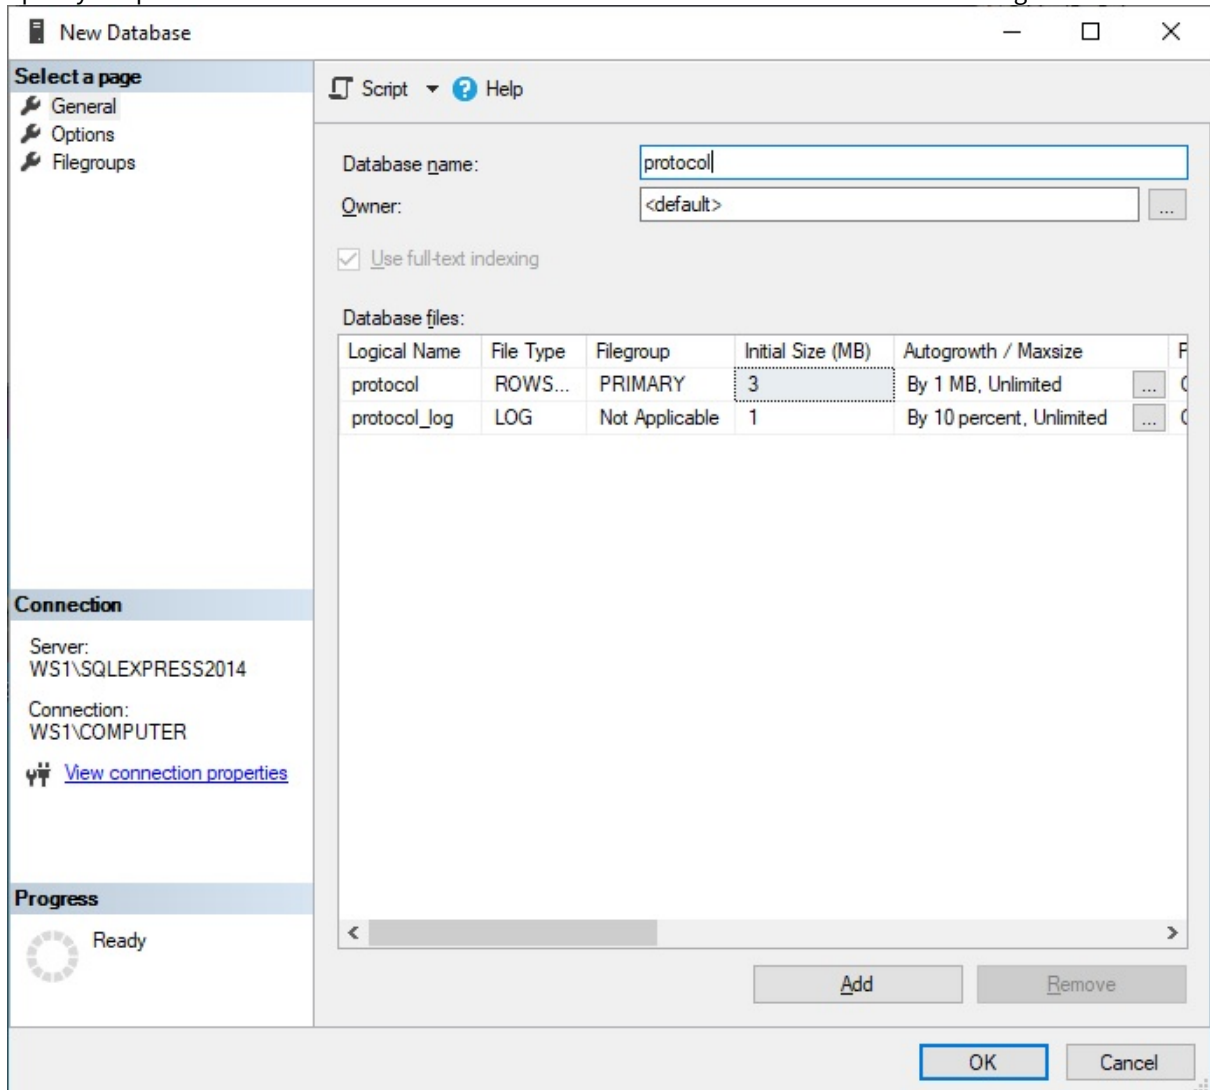 New Database
Select a page
General
Options
Filegroups
Script
Help
Database name:
protocol
Owner:
<default>
...
Use full-text indexing
Database files:
Logical Name File Type Filegroup Initial Size (MB) Autogrowth / Maxsize
protocol ROWS... PRIMARY 3 By 1 MB, Unlimited ...
protocol_log LOG Not Applicable 1 By 10 percent, Unlimited ...
Connection
Server:
WS1\SQLEXPRESS2014
Connection:
WS1\COMPUTER
View connection properties
Progress
Ready
Add
Remove
OK
Cancel